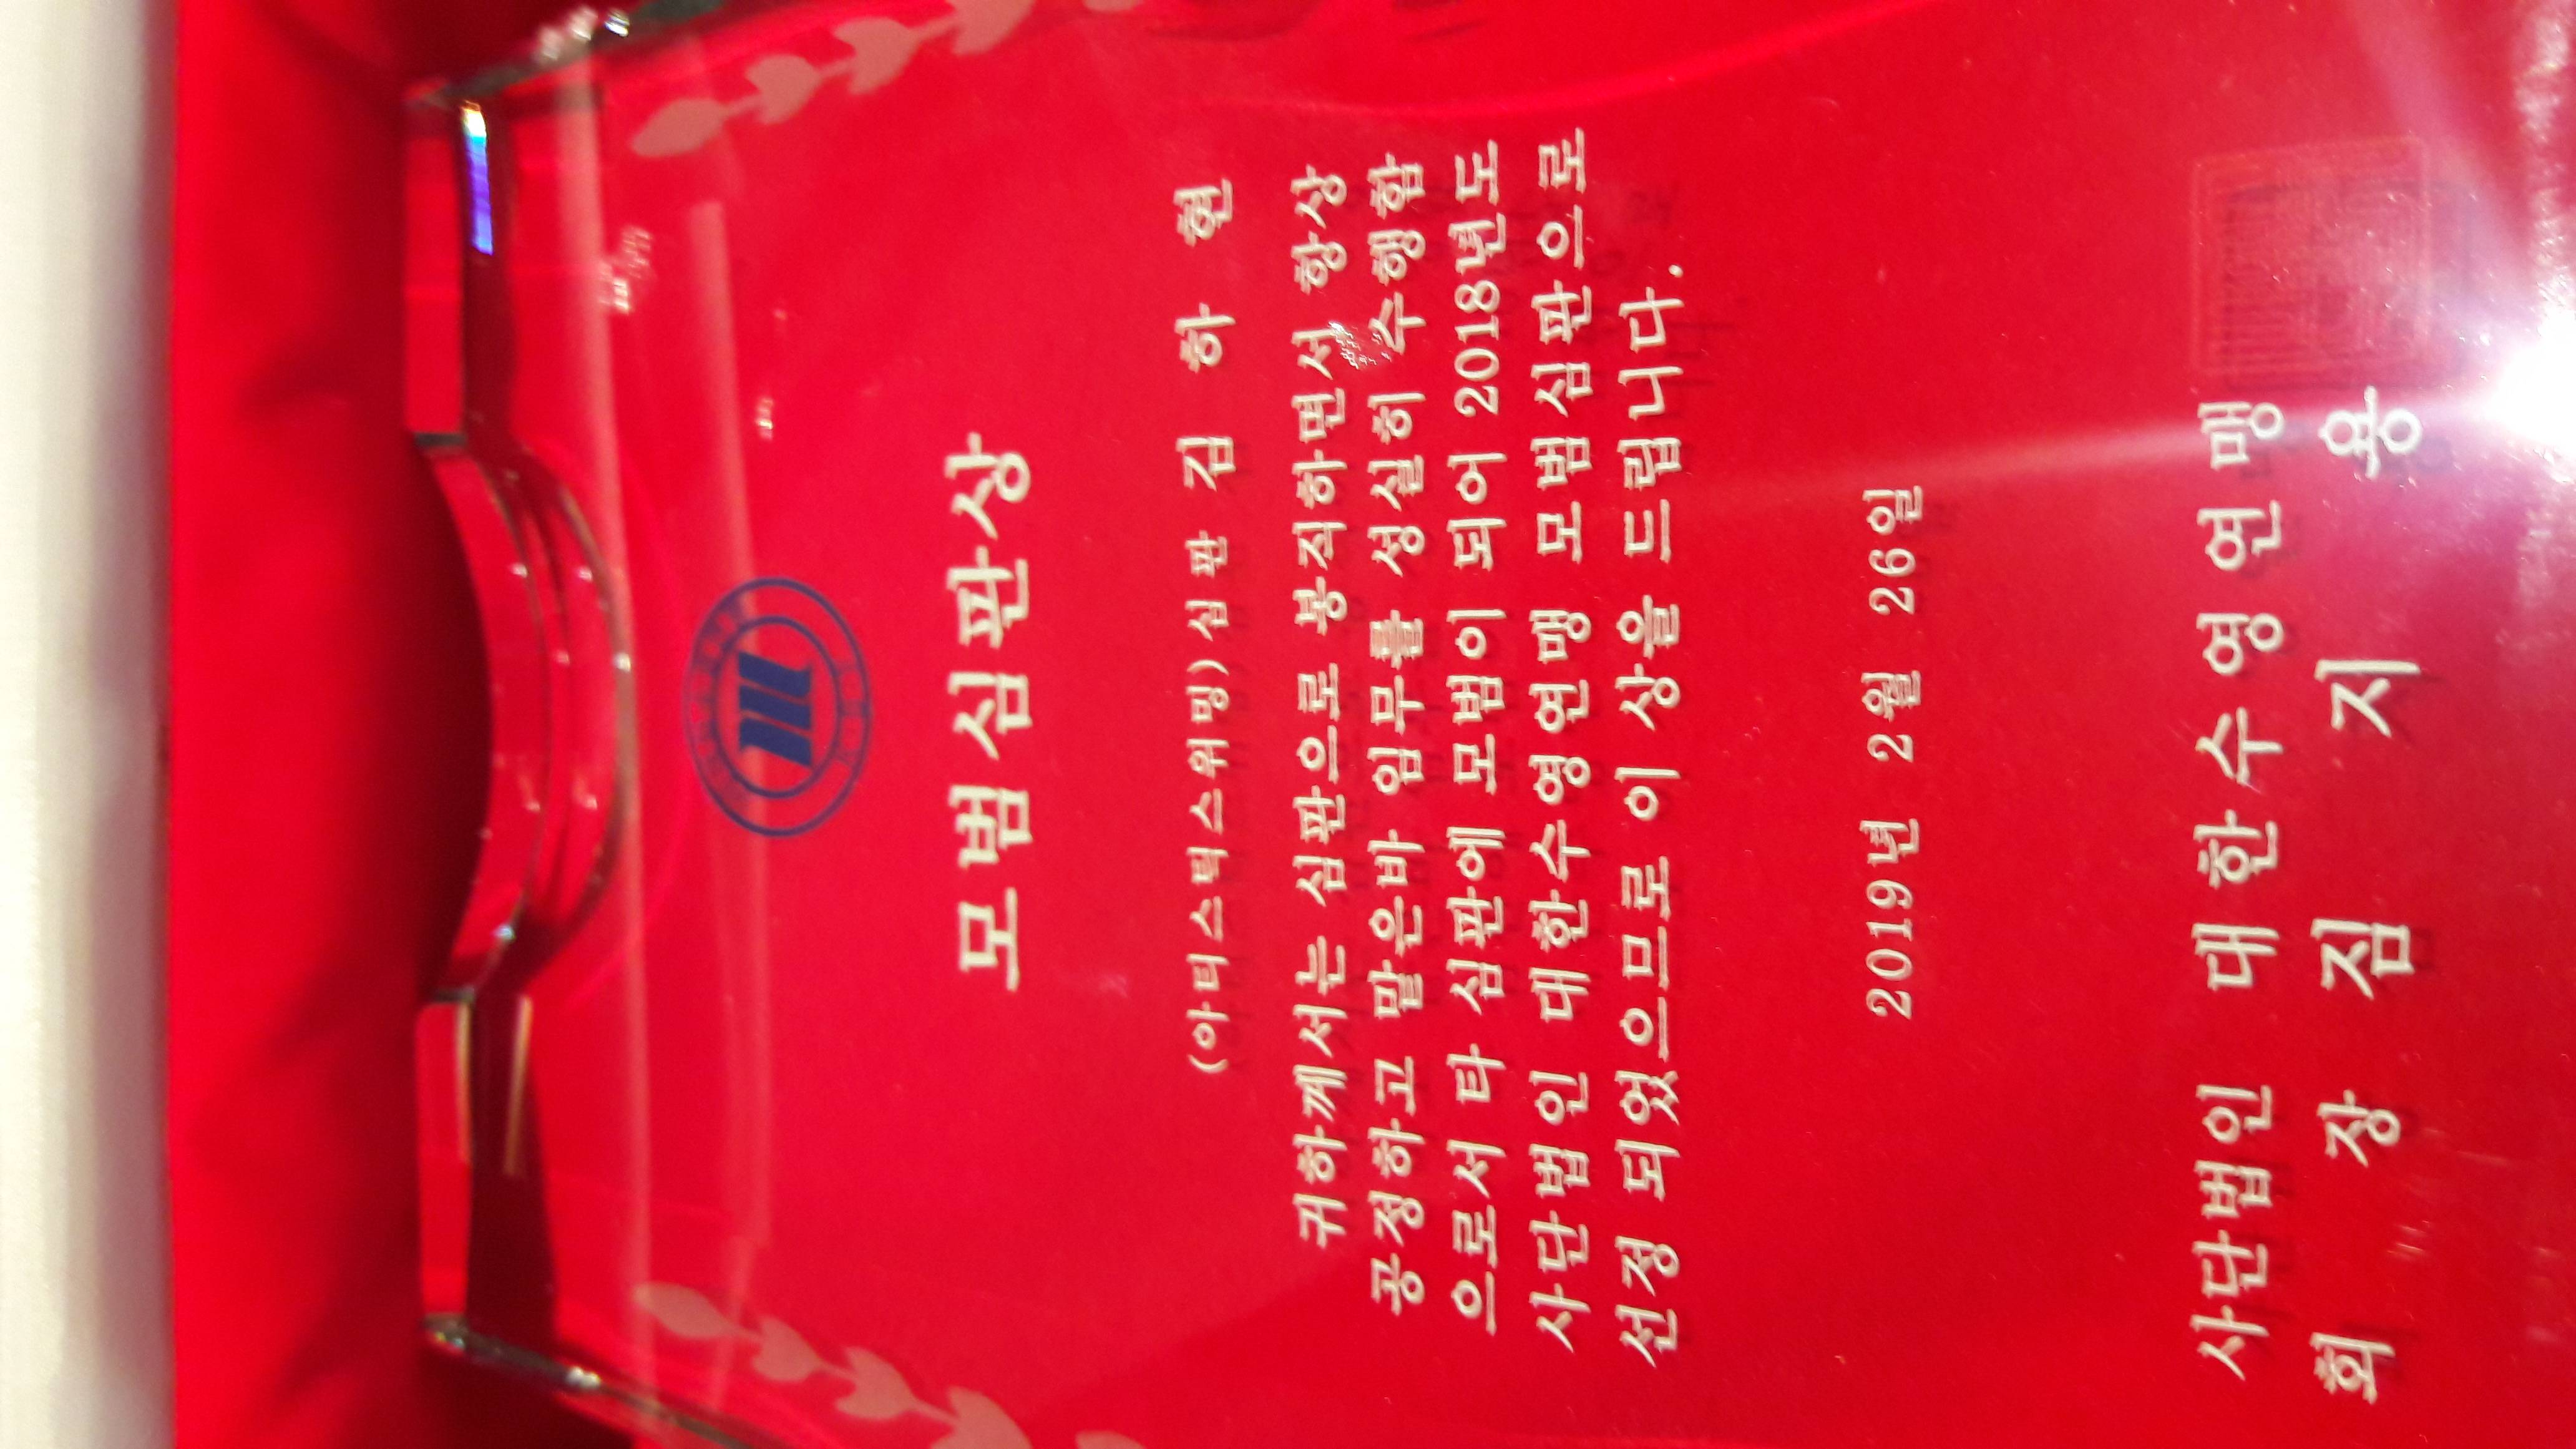 모범심판상
(아티스틱스위밍)심판 김 하 현
귀하께서는 심판으로 봉직하면서 항상
공정하고 맡은바 임무를 성실히 수행함
으로서 타 심판에 모범이 되어 2018년도
사단법인 대한수영연맹 모범심판으로
선정 되었으므로 이 상을 드립니다.
2019년 2월 26일
사단법인 대한수영연맹
회 장 김 지 용